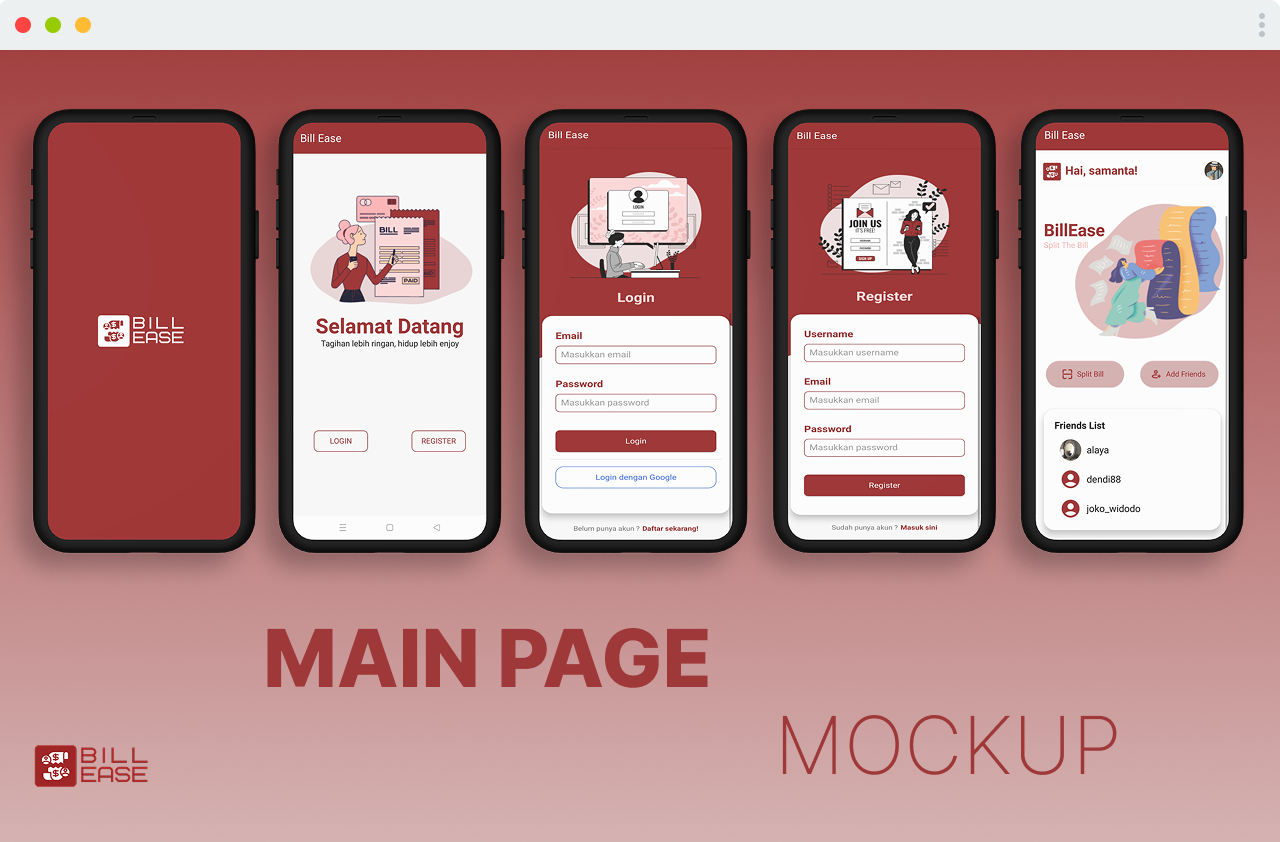 BILL
EASE
Bill Ease
BILL
PAID
Selamat Datang
Tagihan lebih ringan, hidup lebih enjoy
LOGIN
REGISTER
Bill Ease
LOGIN
Login
Email
Masukkan email
Password
Masukkan password
Login
Login dengan Google
Belum punya akun ? Daftar sekarang!
Bill Ease
JOIN US
IT'S FREE!
SIGN UP
Register
Username
Masukkan username
Email
Masukkan email
Password
Masukkan password
Register
Sudah punya akun ? Masuk sini
Bill Ease
Hai, samanta!
BillEase
Split The Bill
Split Bill
Add Friends
Friends List
alaya
dendi88
joko_widodo
MAIN PAGE
MOCKUP
BILL
EASE